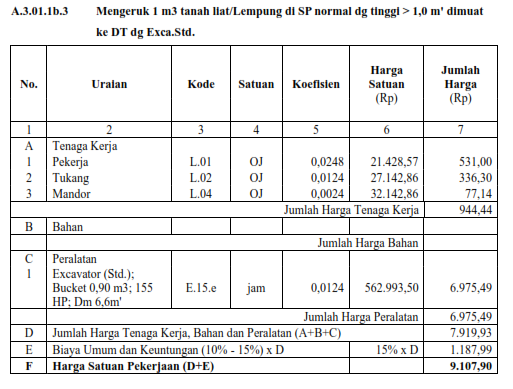 A.3.01.1b.3 Mengeruk 1 m3 tanah liat/Lempung di SP normal dg tinggi > 1,0 m' dimuat
ke DT dg Exca.Std.
No. Uraian Kode Satuan Koefisien Harga Satuan (Rp) Jumlah Harga (Rp)
1 2 3 4 5 6 7
A Tenaga Kerja
1 Pekerja L.01 OJ 0,0248 21.428,57 531,00
2 Tukang L.02 OJ 0,0124 27.142,86 336,30
3 Mandor L.04 OJ 0,0024 32.142,86 77,14
Jumlah Harga Tenaga Kerja 944,44
B Bahan
Jumlah Harga Bahan
C Peralatan
1 Excavator (Std.);
Bucket 0,90 m3; 155 E.15.e jam 0,0124 562.993,50 6.975,49
HP; Dm 6,6m'
Jumlah Harga Peralatan 6.975,49
D Jumlah Harga Tenaga Kerja, Bahan dan Peralatan (A+B+C) 7.919,93
E Biaya Umum dan Keuntungan (10% - 15%) x D 15% x D 1.187,99
F Harga Satuan Pekerjaan (D+E) 9.107,90